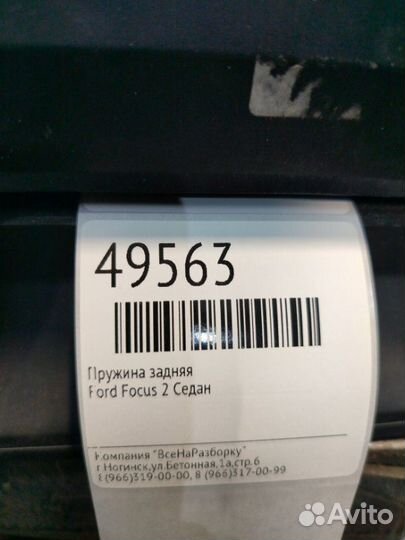 49563
Пружина задняя
Ford Focus 2 Седан
Компания "ВсеНаРазборку"
г Ногинск,ул.Бетонная,1а,стр.6
8(966)319-00-00, 8 (966)317-00-99
Avito